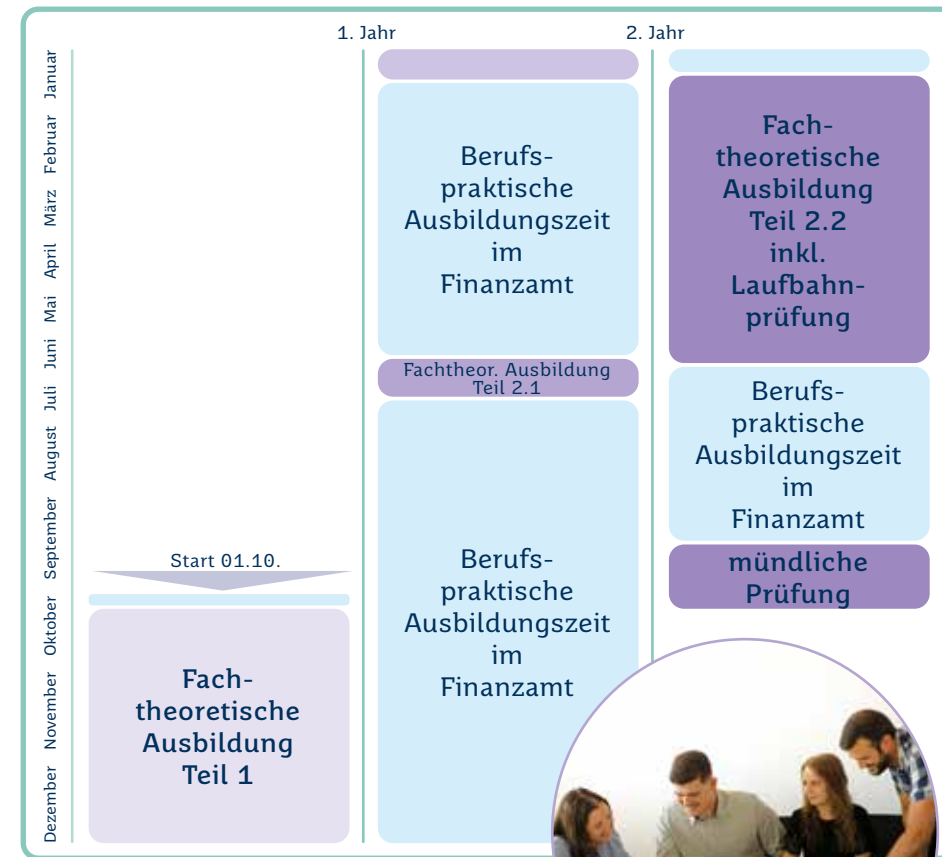 1. Jahr
2. Jahr
Januar
Februar
März
April
Mai
Juni
Juli
August
September
Oktober
November
Dezember
Start 01.10.
Fach-
theoretische
Ausbildung
Teil 1
Berufs-
praktische
Ausbildungszeit
im
Finanzamt
Fachtheor. Ausbildung
Teil 2.1
Berufs-
praktische
Ausbildungszeit
im
Finanzamt
Fach-
theoretische
Ausbildung
Teil 2.2
inkl.
Laufbahn-
prüfung
Berufs-
praktische
Ausbildungszeit
im
Finanzamt
mündliche
Prüfung